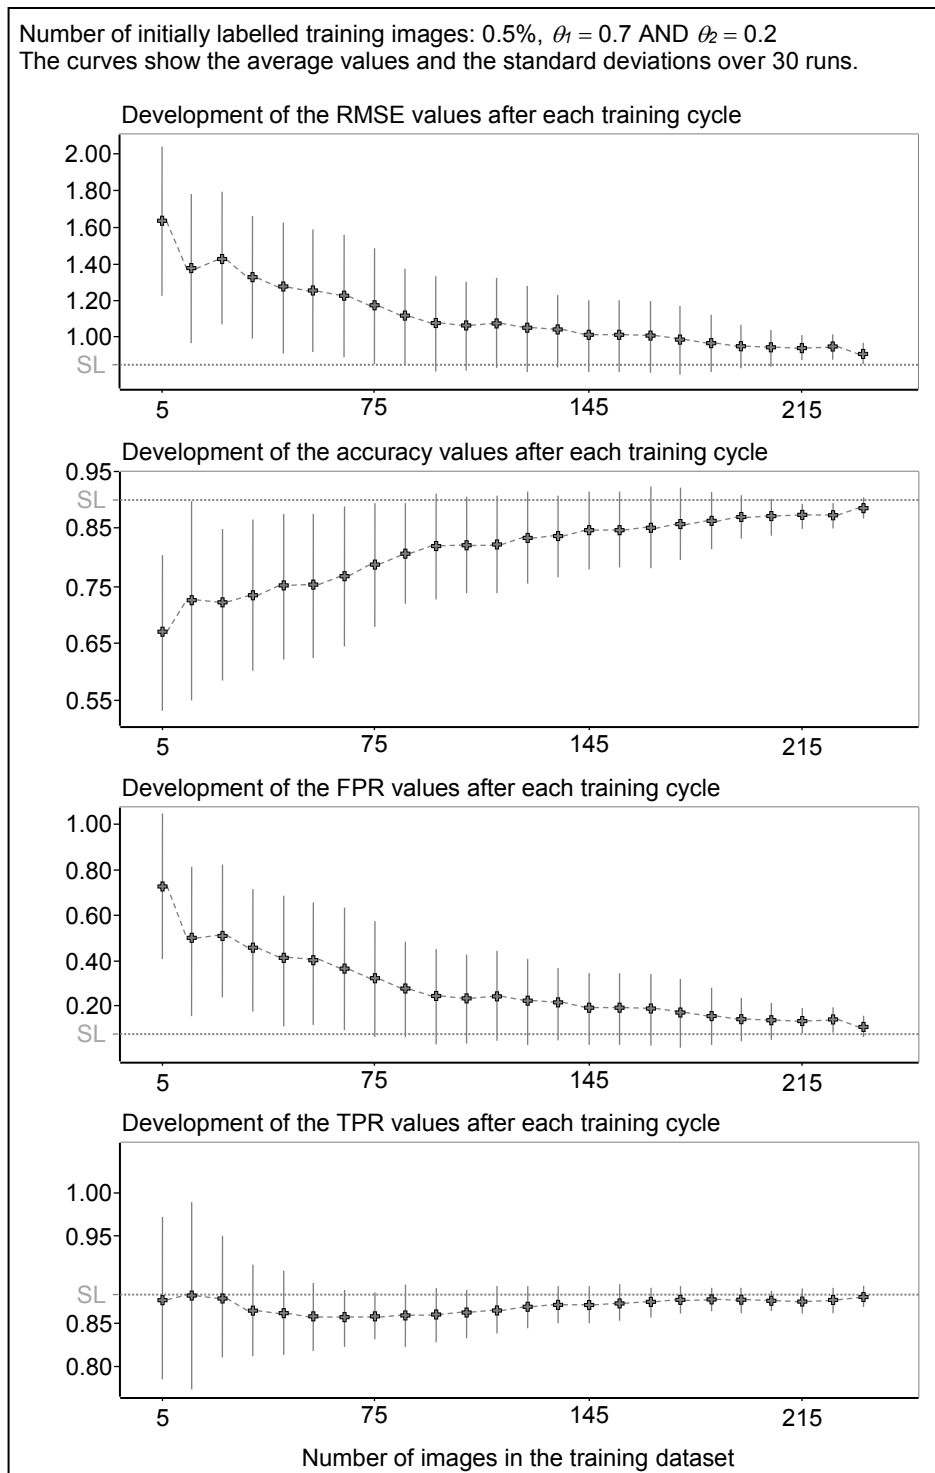 Number of initially labelled training images: 0.5%, θ1 = 0.7 AND θ2 = 0.2
The curves show the average values and the standard deviations over 30 runs.
Development of the RMSE values after each training cycle
2.00
1.80
1.60
1.40
1.20
1.00
SL
5 75 145 215
Development of the accuracy values after each training cycle
0.95
SL
0.85
0.75
0.65
0.55
5 75 145 215
Development of the FPR values after each training cycle
1.00
0.80
0.60
0.40
0.20
SL
5 75 145 215
Development of the TPR values after each training cycle
1.00
0.95
SL
0.85
0.80
5 75 145 215
Number of images in the training dataset